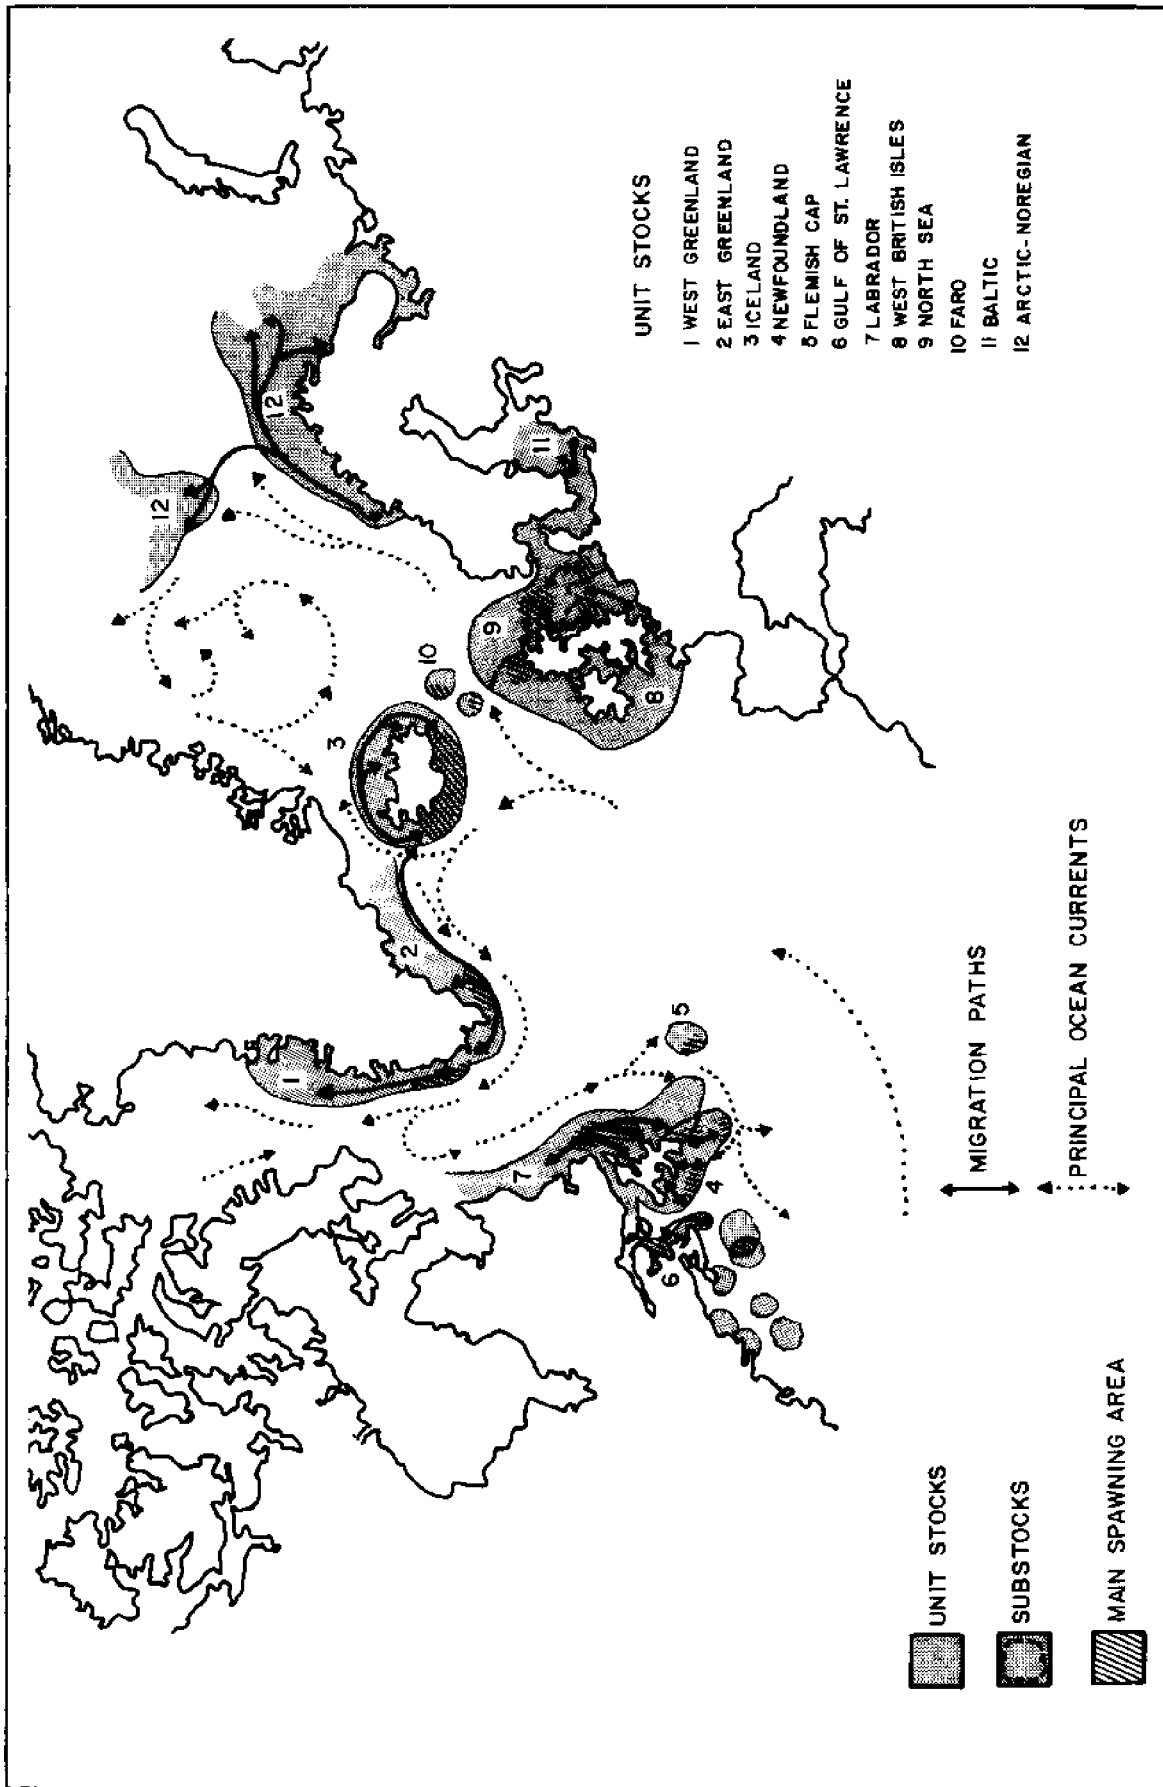 12
12
3
10
9
11
8
2
1
5
7
4
6
UNIT STOCKS
1 WEST GREENLAND
2 EAST GREENLAND
3 ICELAND
4 NEWFOUNDLAND
5 FLEMISH CAP
6 GULF OF ST. LAWRENCE
7 LABRADOR
8 WEST BRITISH ISLES
9 NORTH SEA
10 FARO
11 BALTIC
12 ARCTIC-NOREGIAN
UNIT STOCKS
SUBSTOCKS
MAIN SPAWNING AREA
MIGRATION PATHS
PRINCIPAL OCEAN CURRENTS